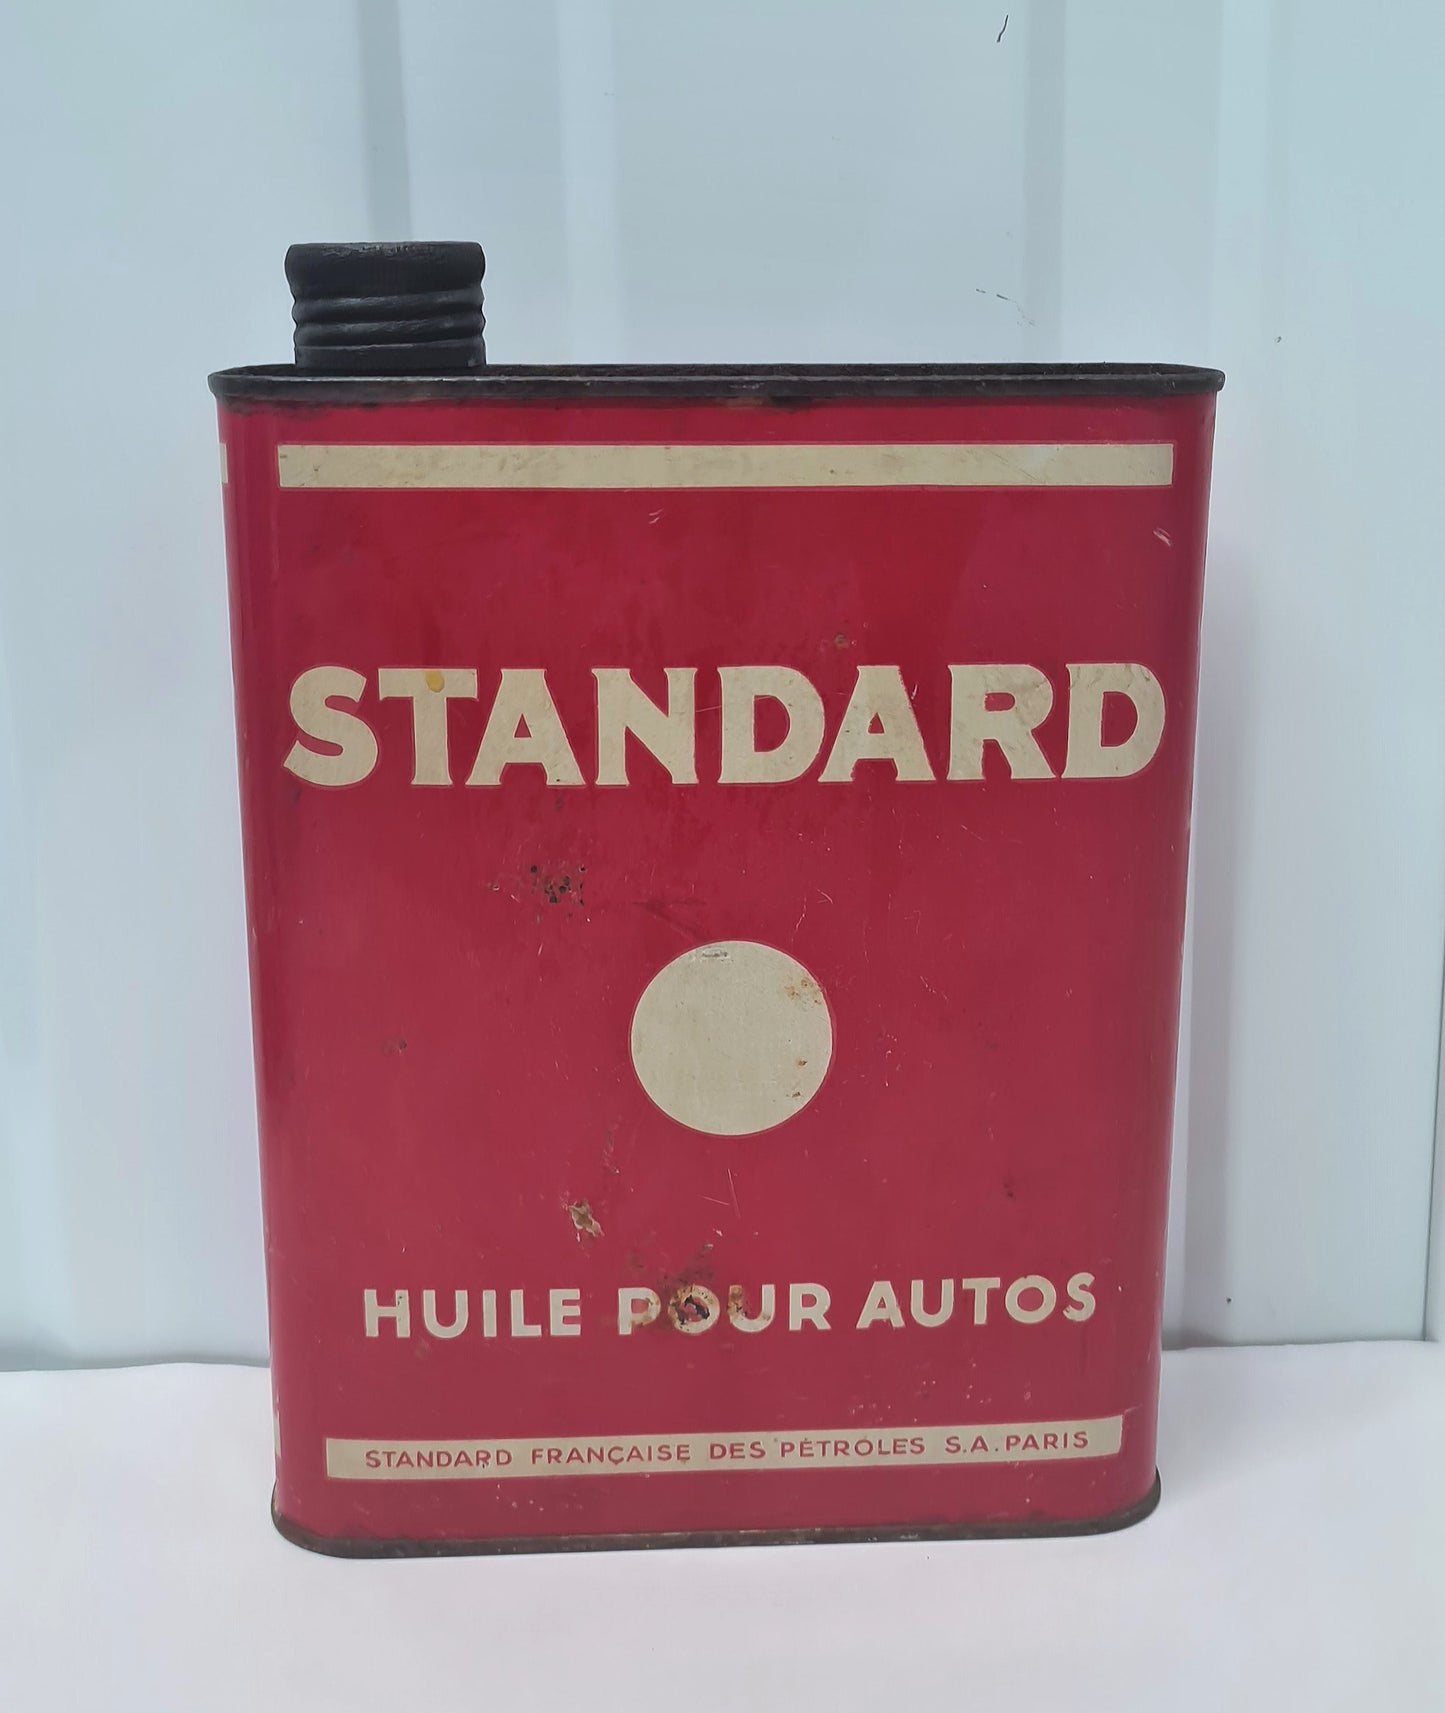 STANDARD
HUILE POUR AUTOS
STANDARD FRANÇAISE DES PÉTROLES S.A. PARIS